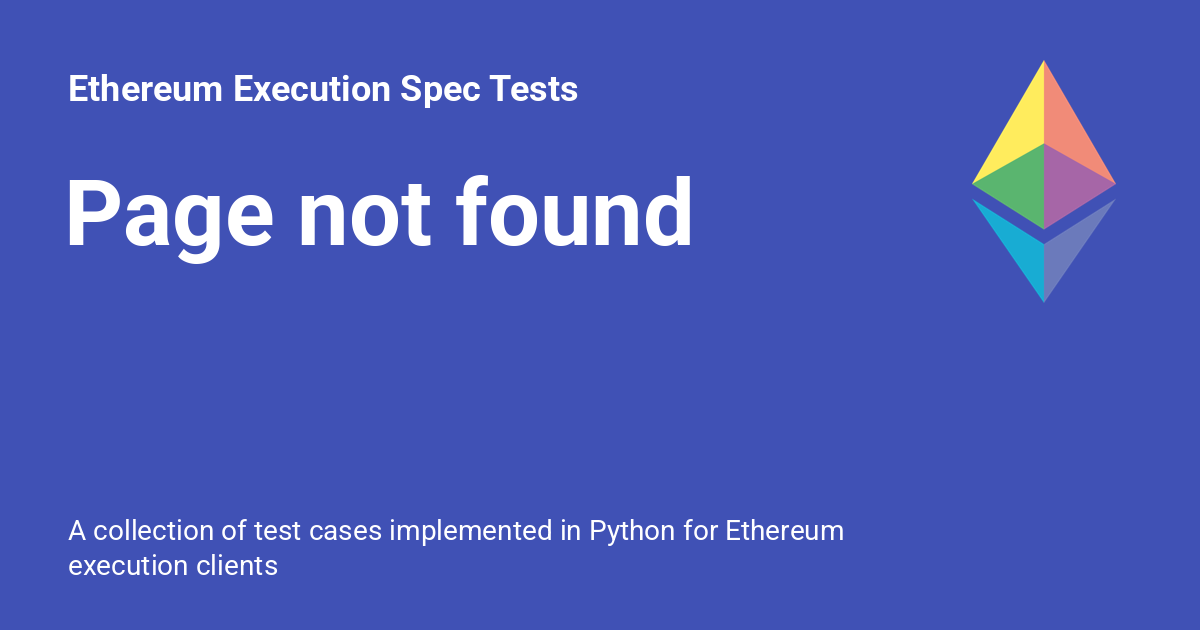 Ethereum Execution Spec Tests
Page not found
A collection of test cases implemented in Python for Ethereum
execution clients